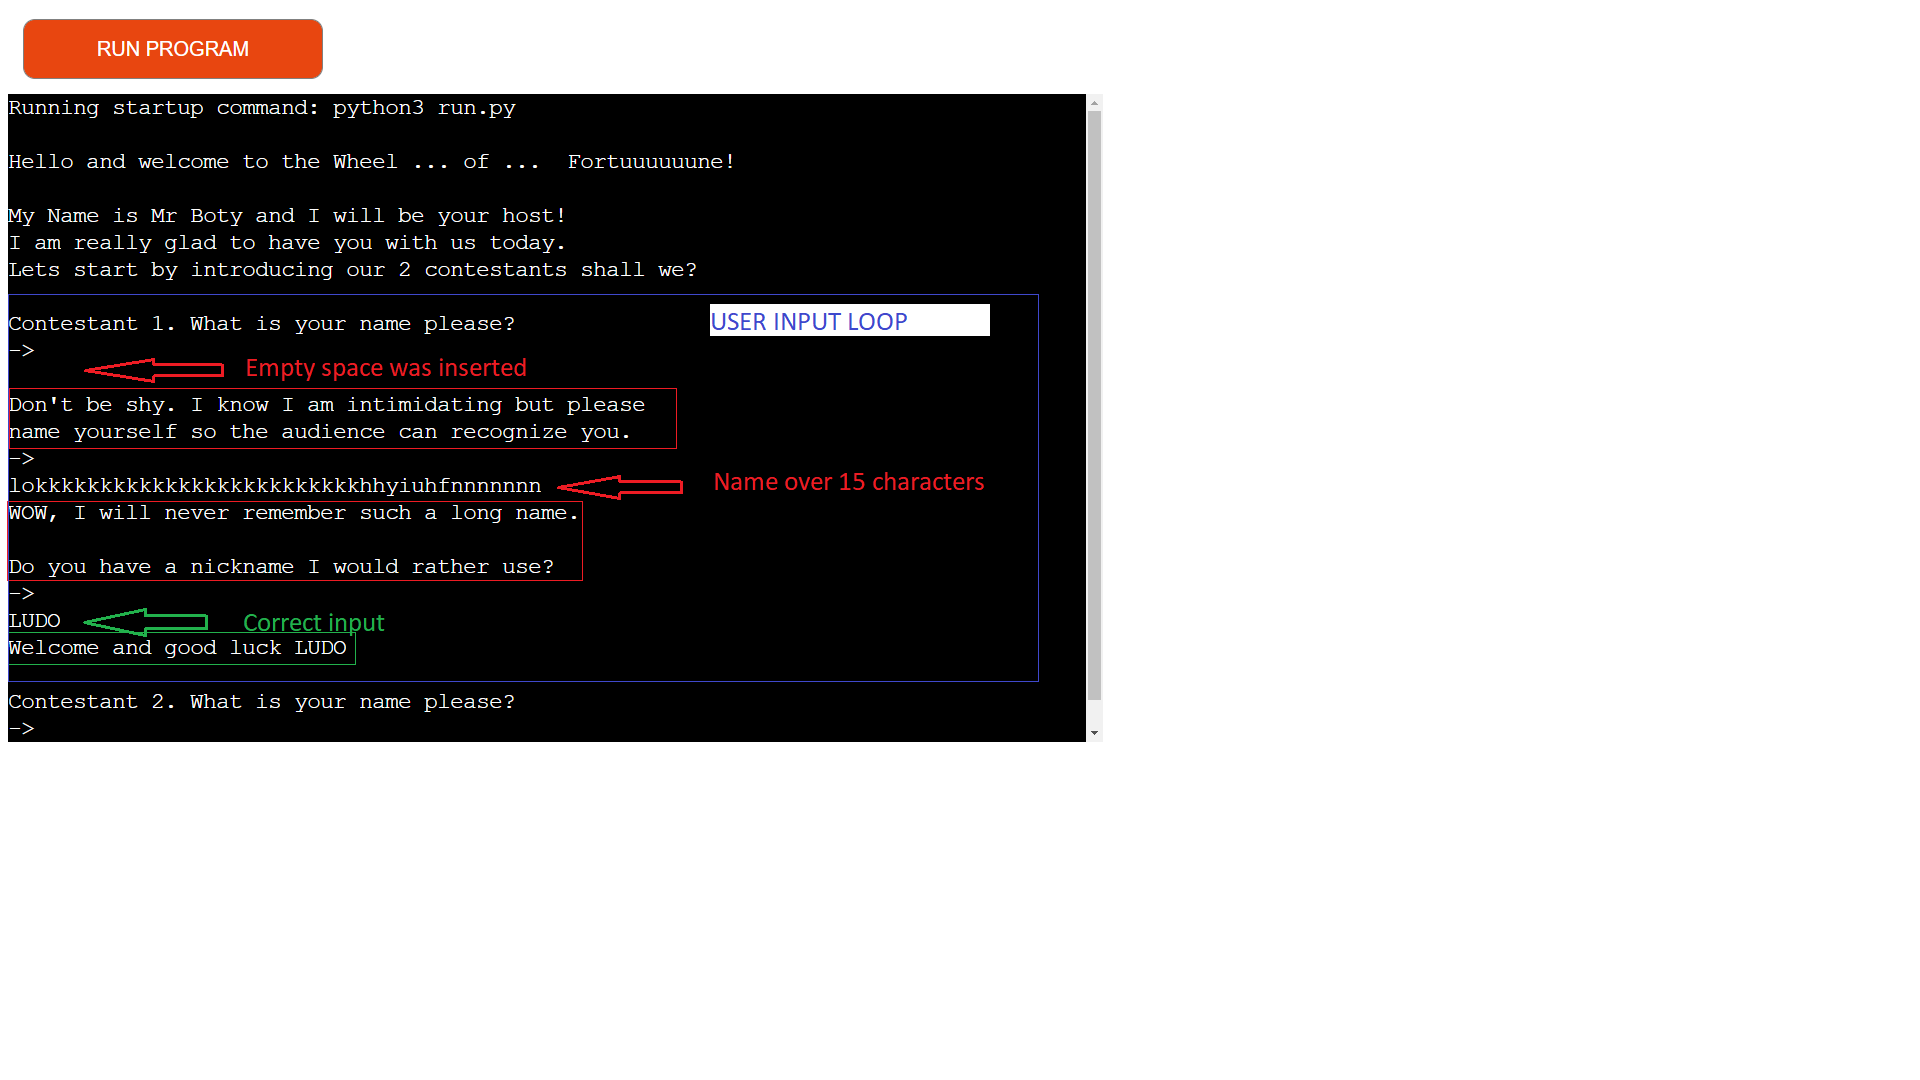 RUN PROGRAM
Running startup command: python3 run.py
Hello and welcome to the Wheel ... of ...  Fortuuuuuune!
My Name is Mr Boty and I will be your host!
I am really glad to have you with us today.
Lets start by introducing our 2 contestants shall we?
Contestant 1. What is your name please?
USER INPUT LOOP
->
Empty space was inserted
Don't be shy. I know I am intimidating but please
name yourself so the audience can recognize you.
->
lokkkkkkkkkkkkkkkkkkkkkkkkkhhyiuhfnnnnnnn
Name over 15 characters
WOW, I will never remember such a long name.
Do you have a nickname I would rather use?
->
LUDO
Correct input
Welcome and good luck LUDO
Contestant 2. What is your name please?
->